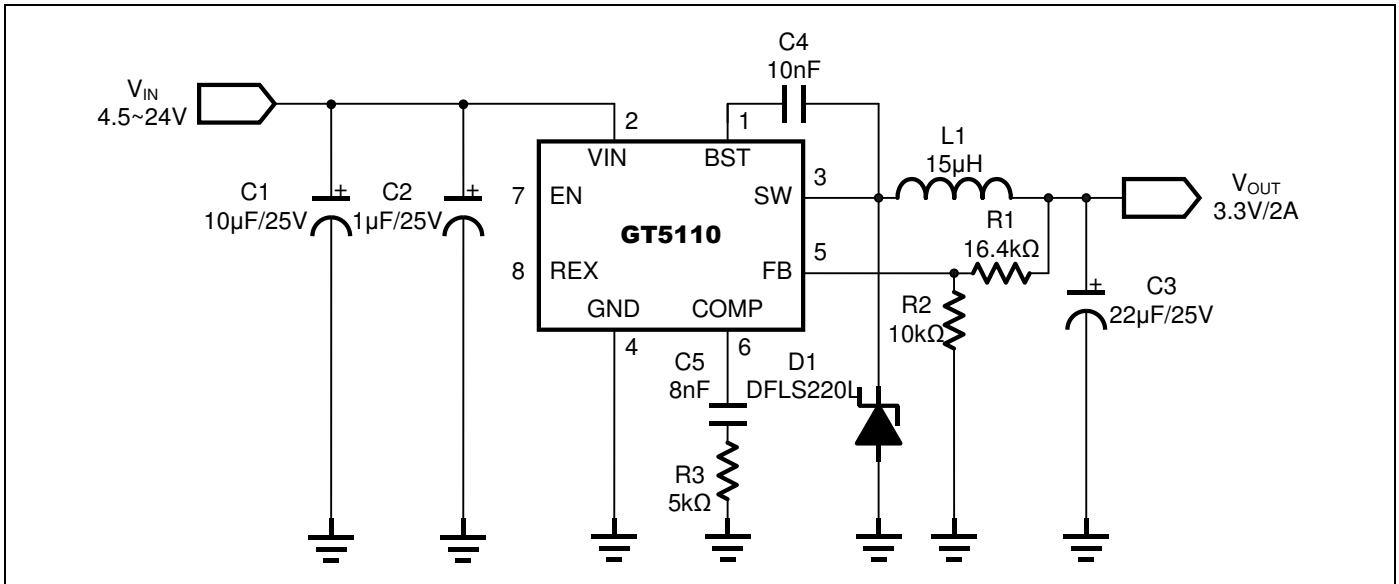 C4
10nF
VIN
4.5~24V
2
1
VIN
BST
L1
15µH
C1
10µF/25V
C2
1µF/25V
7
EN
SW
3
VOUT
3.3V/2A
GT5110
R1
16.4kΩ
8
REX
FB
5
GND
COMP
R2
10kΩ
C3
22µF/25V
4
6
C5
8nF
D1
DFLS220L
R3
5kΩ
+
+
+